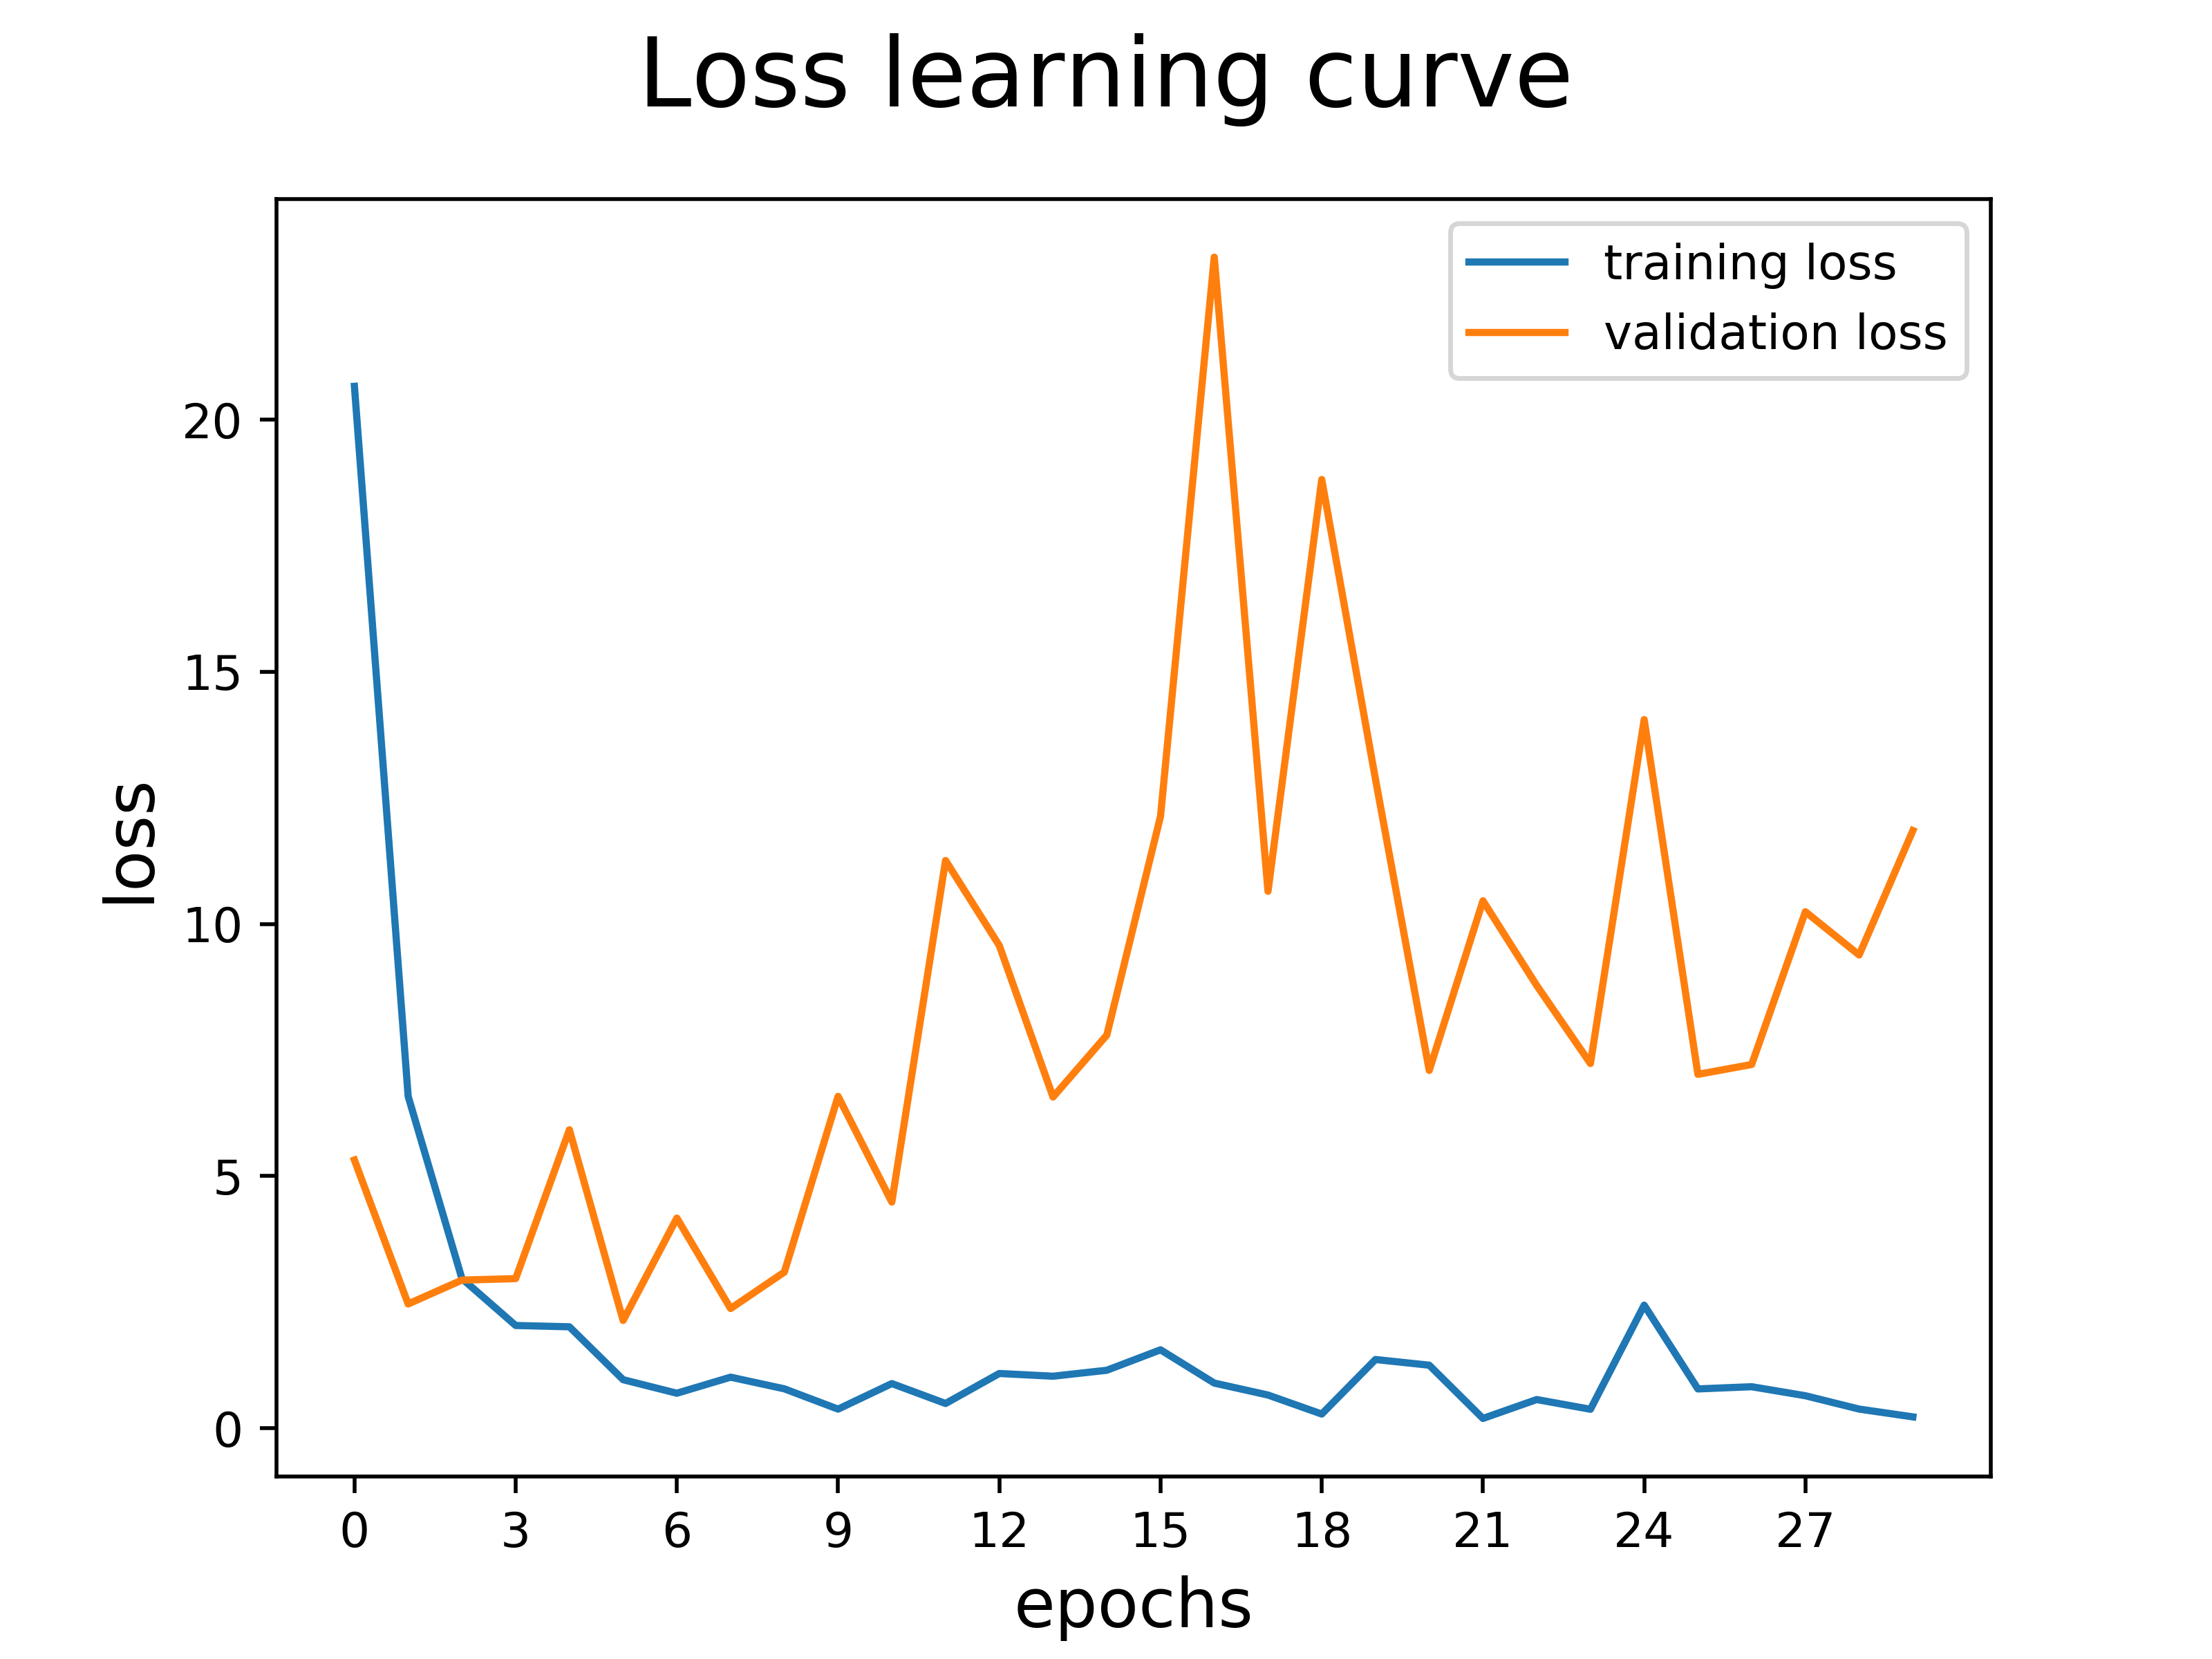 Loss learning curve
training loss
validation loss
20
15
10
5
0
loss
0 3 6 9 12 15 18 21 24 27
epochs